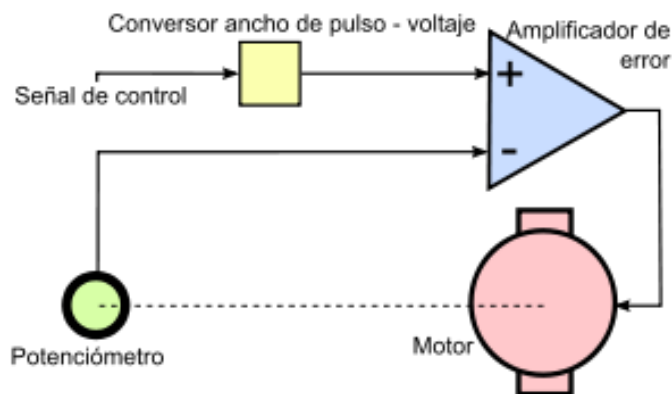 Conversor ancho de pulso - voltaje
Amplificador de
error
Señal de control
+
-
Potenciómetro
Motor